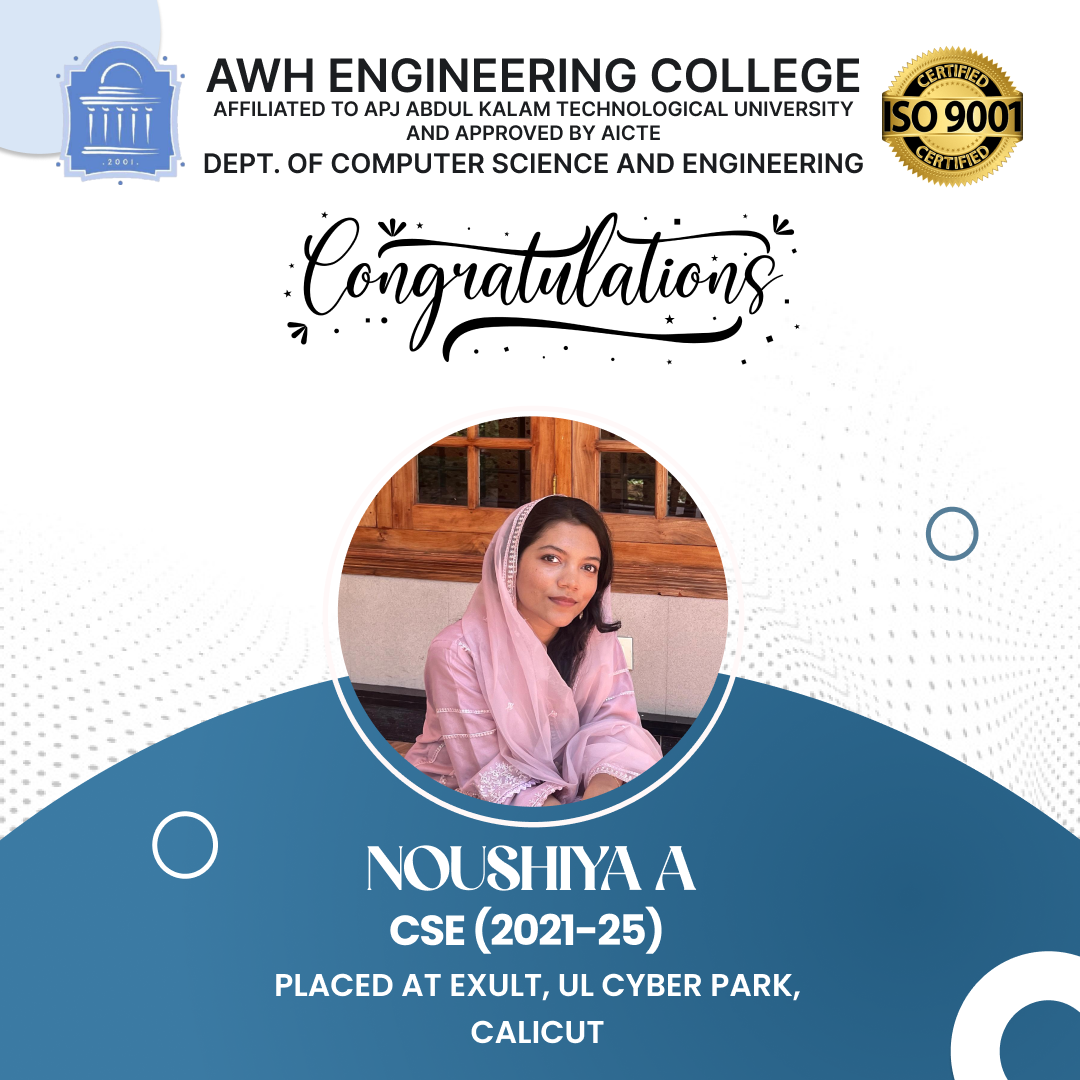 AWH ENGINEERING COLLEGE
AFFILIATED TO APJ ABDUL KALAM TECHNOLOGICAL UNIVERSITY
AND APPROVED BY AICTE
DEPT. OF COMPUTER SCIENCE AND ENGINEERING
.2001.
CERTIFIED
ISO 9001
CERTIFIED
Congratulations
NOUSHIYA A
CSE (2021-25)
PLACED AT EXULT, UL CYBER PARK,
CALICUT